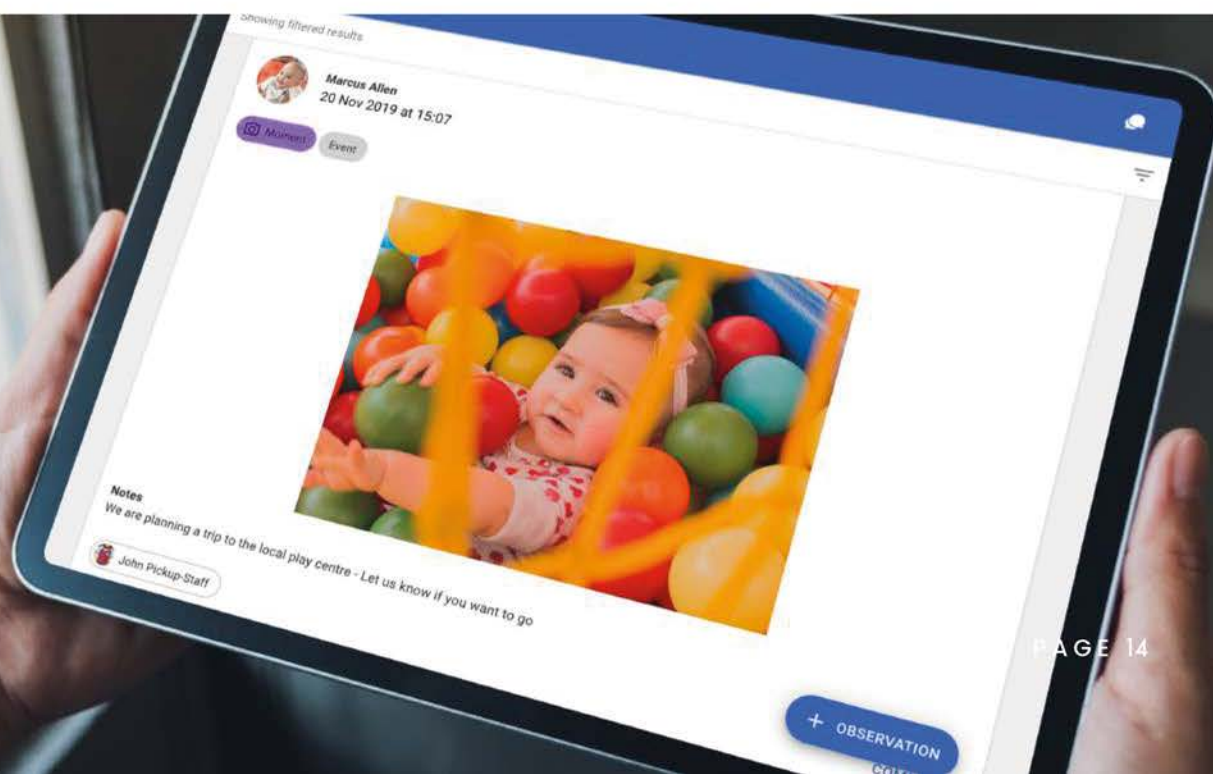 Showing filtered results
Marcus Allen
20 Nov 2019 at 15:07
Moment
Event
Notes
We are planning a trip to the local play centre - Let us know if you want to go
John Pickup-Staff
PAGE 14
+ OBSERVATION